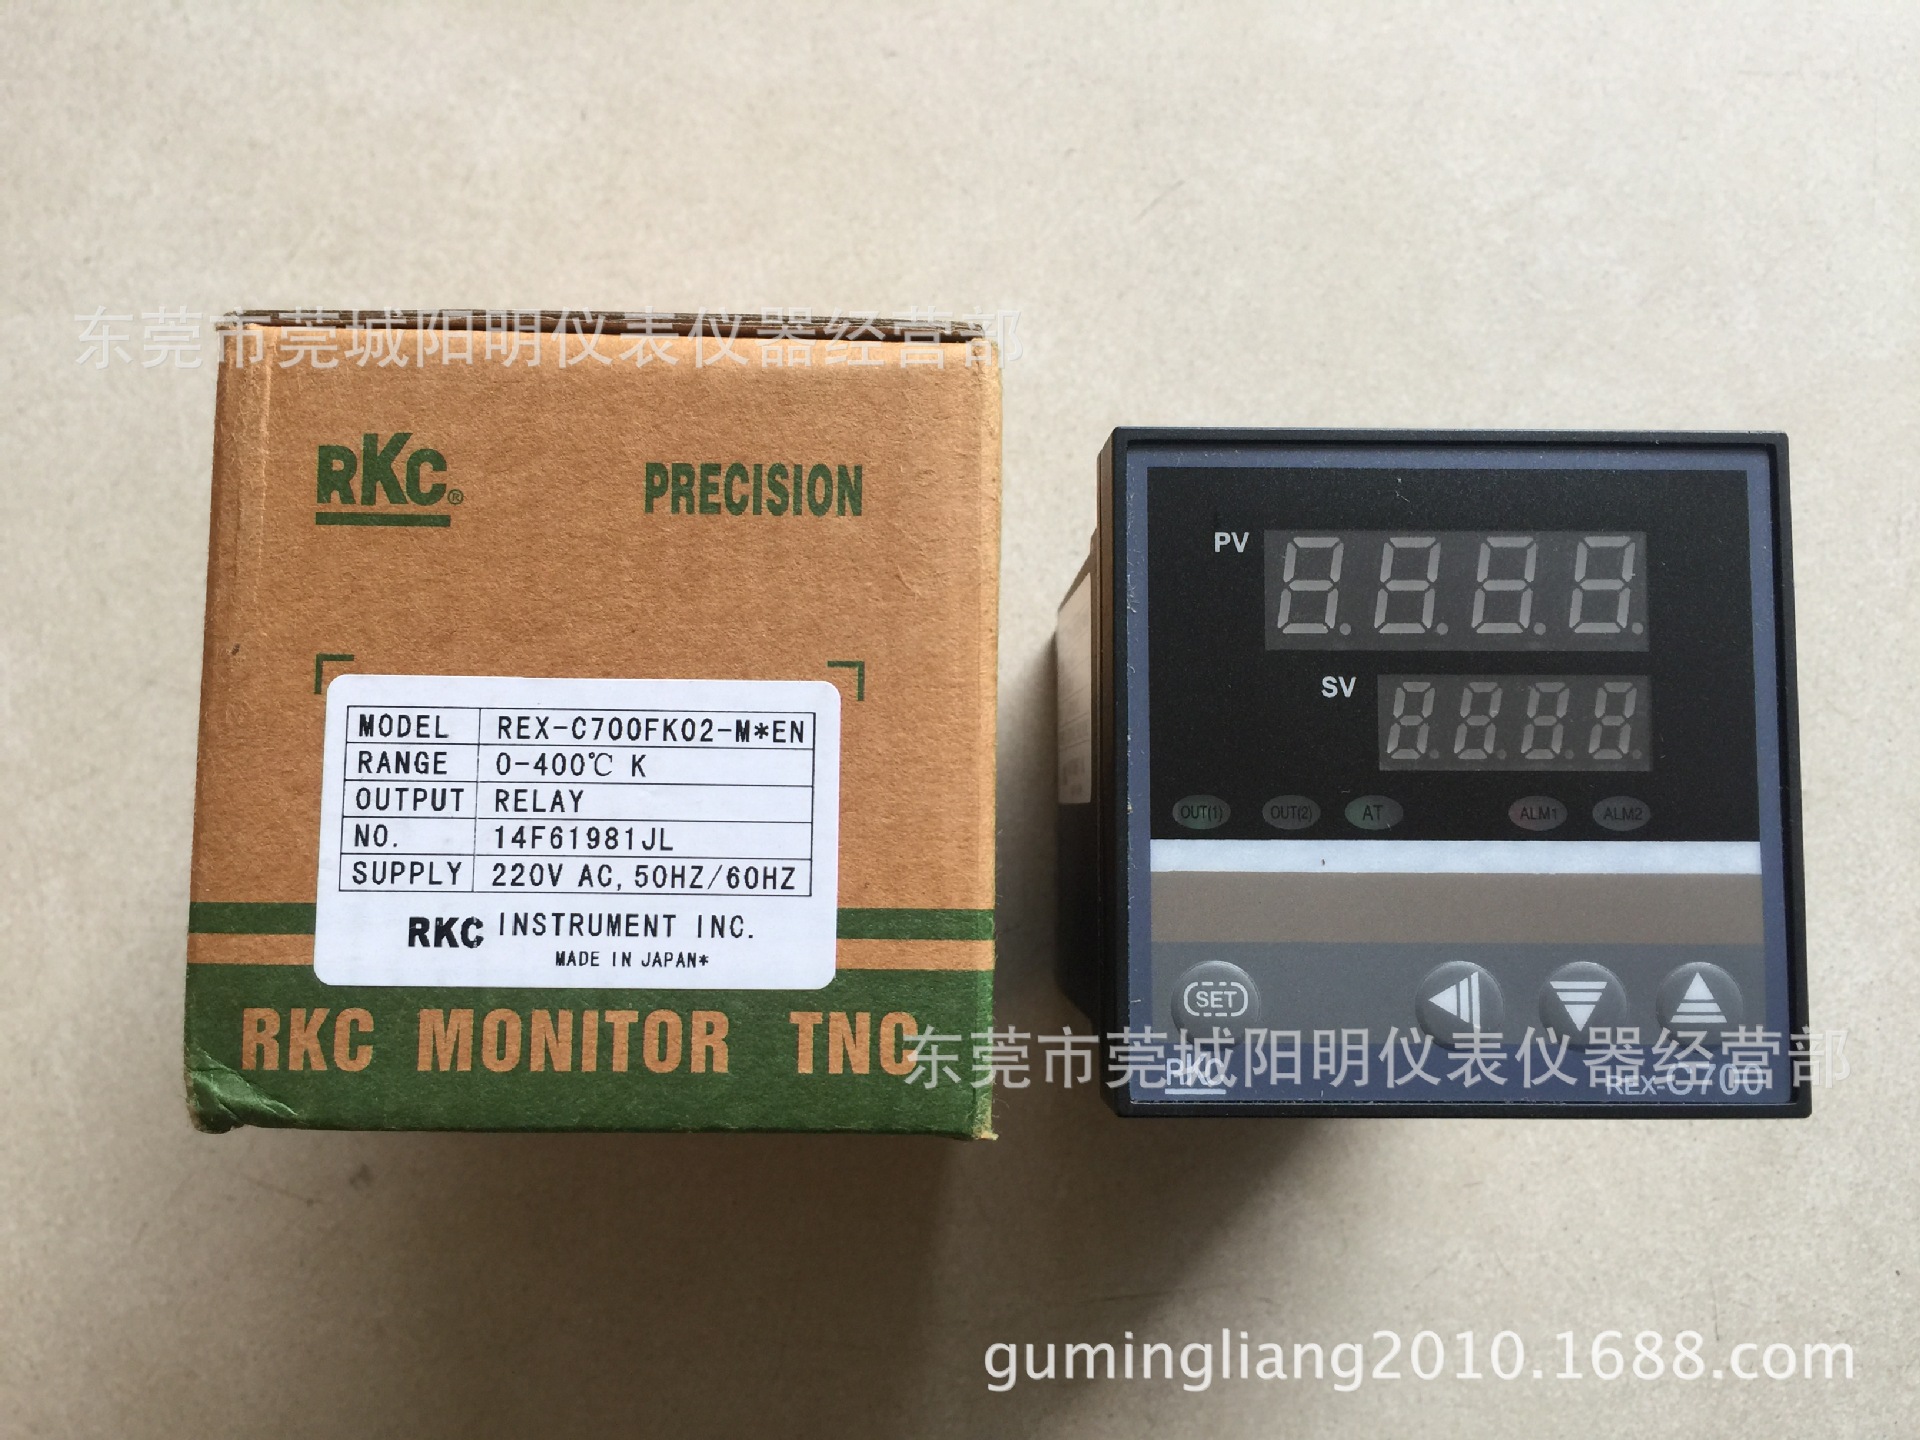 东莞市莞城阳明仪表仪器经营部
RKC®
PRECISION
MODEL REX-C700FK02-M*EN
RANGE 0-400℃ K
OUTPUT RELAY
NO. 14F61981JL
SUPPLY 220V AC, 50HZ/60HZ
RKC INSTRUMENT INC.
MADE IN JAPAN*
RKC MONITOR TNC
PV
SV
OUT(1) OUT(2) AT ALM1 ALM2
SET
东莞市莞城阳明仪表仪器经营部
RKC
REX-C700
gumingliang2010.1688.com